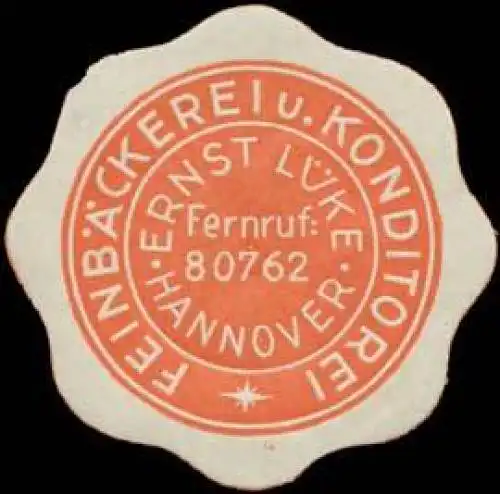 FEINBÄCKEREI u. KONDITOREI
ERNST LÜKE
Fernruf:
80762
· HANNOVER ·